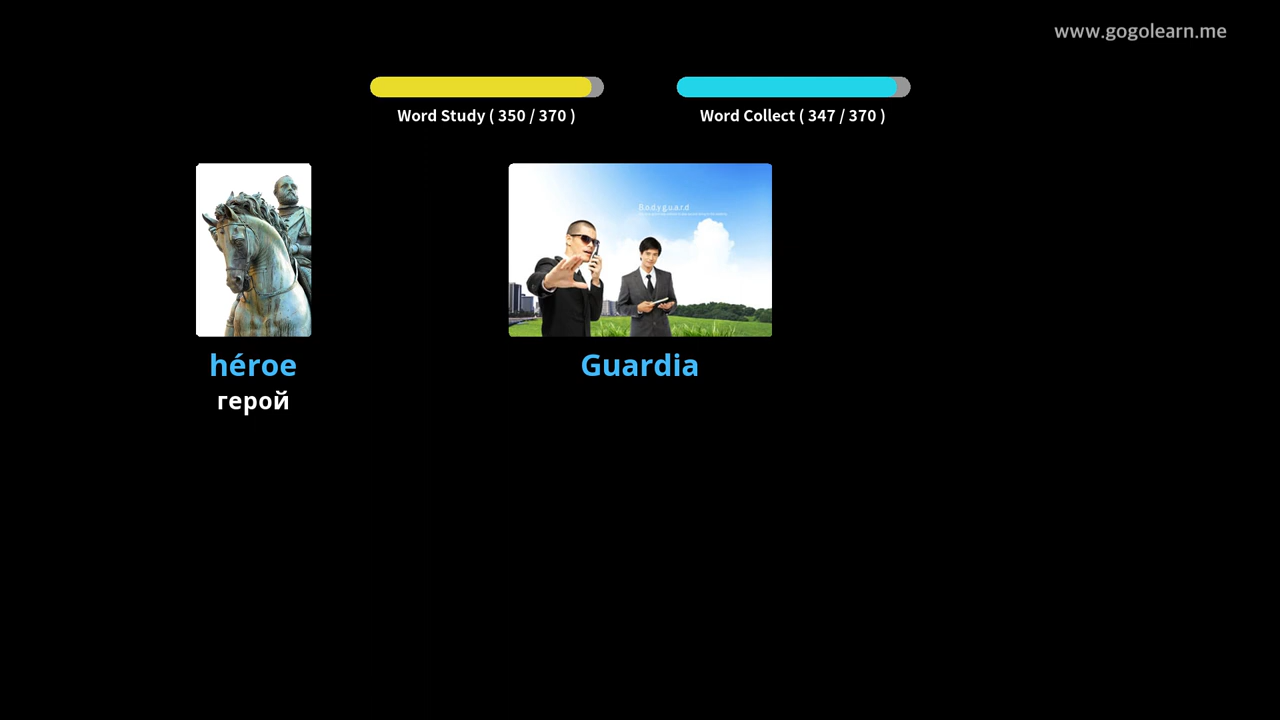 www.gogolearn.me
Word Study ( 350 / 370 )
Word Collect ( 347 / 370 )
Bodyguard
héroe
Guardia
герой